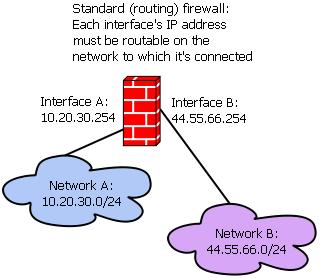 Standard (routing) firewall:
Each interface's IP address
must be routable on the
network to which it's connected
Interface A:
10.20.30.254
Interface B:
44.55.66.254
Network A:
10.20.30.0/24
Network B:
44.55.66.0/24